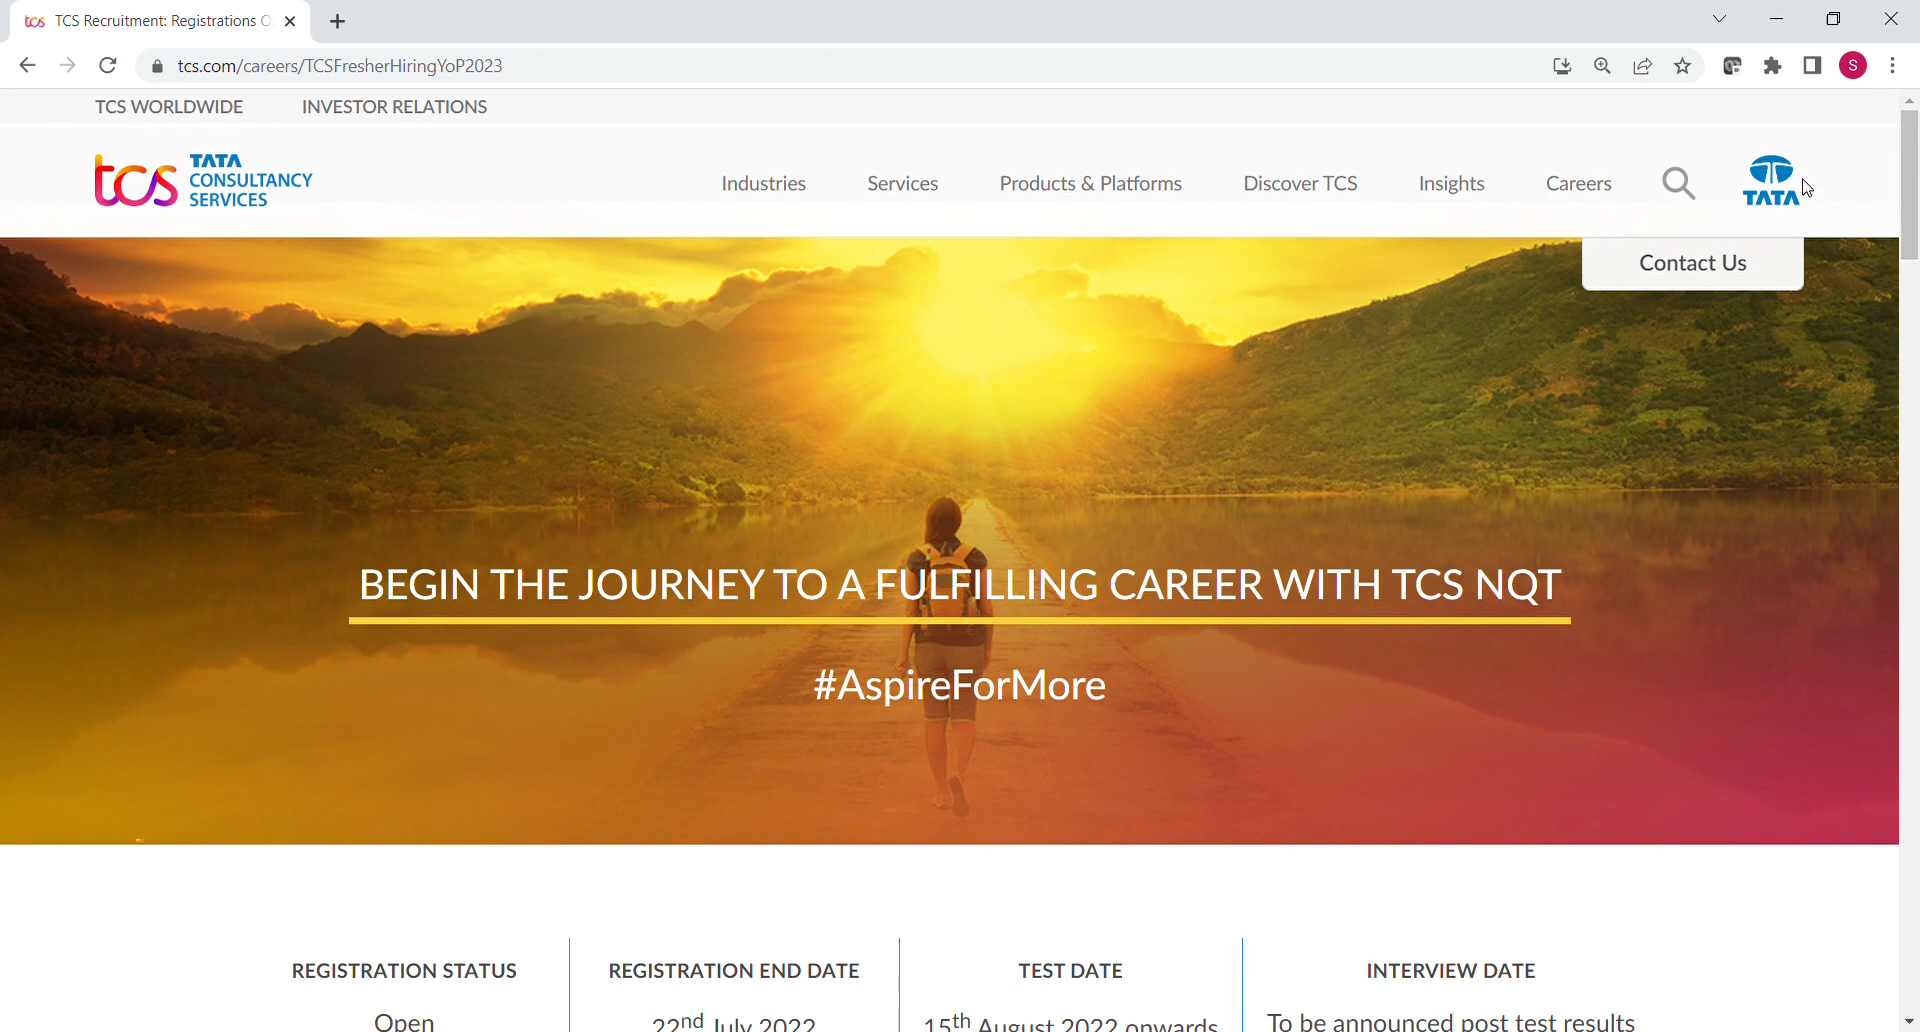 tcs TCS Recruitment: Registrations O
tcs.com/careers/TCSFresherHiringYoP2023
S
TCS WORLDWIDE INVESTOR RELATIONS
tcs TATA CONSULTANCY SERVICES
Industries Services Products & Platforms Discover TCS Insights Careers
TATA
Contact Us
BEGIN THE JOURNEY TO A FULFILLING CAREER WITH TCS NQT
#AspireForMore
REGISTRATION STATUS REGISTRATION END DATE TEST DATE INTERVIEW DATE
Open 22nd July 2022 15th August 2022 onwards To be announced post test results